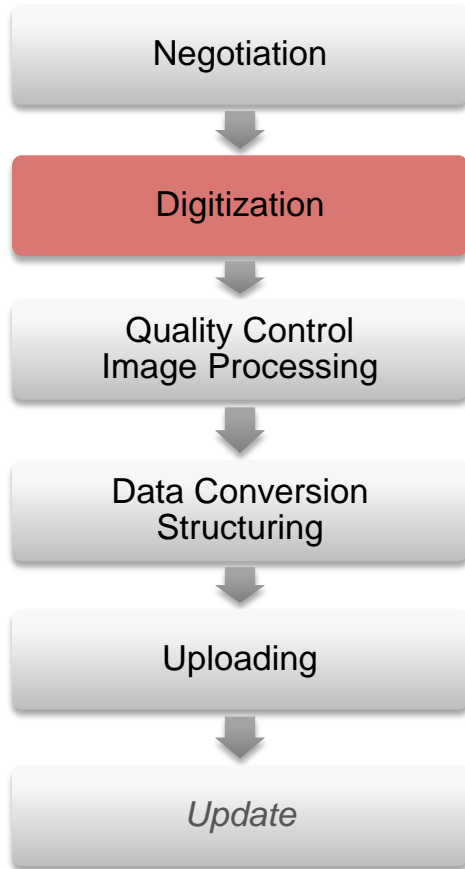 Negotiation
Digitization
Quality Control
Image Processing
Data Conversion
Structuring
Uploading
Update